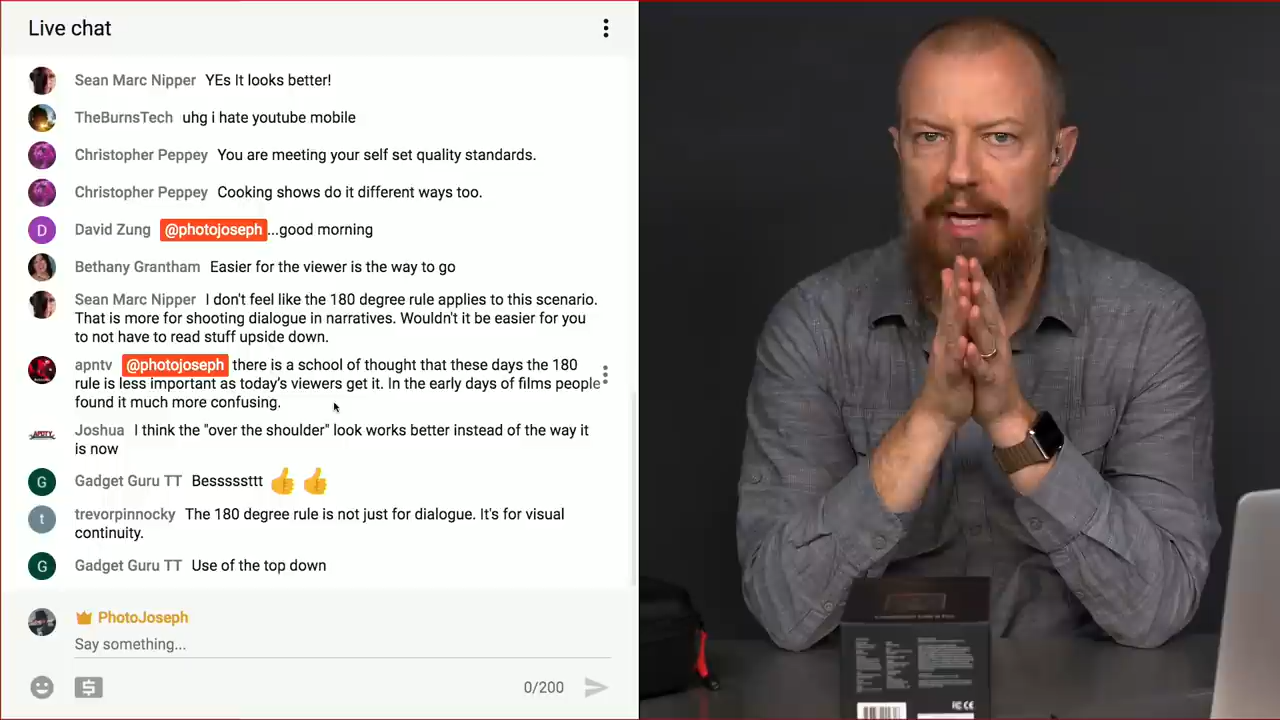 Live chat
Sean Marc Nipper YEs It looks better!
TheBurnsTech uhg i hate youtube mobile
Christopher Peppey You are meeting your self set quality standards.
Christopher Peppey Cooking shows do it different ways too.
D David Zung @photojoseph...good morning
Bethany Grantham Easier for the viewer is the way to go
Sean Marc Nipper I don't feel like the 180 degree rule applies to this scenario.
That is more for shooting dialogue in narratives. Wouldn't it be easier for you
to not have to read stuff upside down.
apntv @photojoseph there is a school of thought that these days the 180
rule is less important as today's viewers get it. In the early days of films people
found it much more confusing.
Joshua I think the "over the shoulder" look works better instead of the way it
is now
G Gadget Guru TT Besssssttt
t trevorpinnocky The 180 degree rule is not just for dialogue. It's for visual
continuity.
G Gadget Guru TT Use of the top down
PhotoJoseph
Say something...
0/200